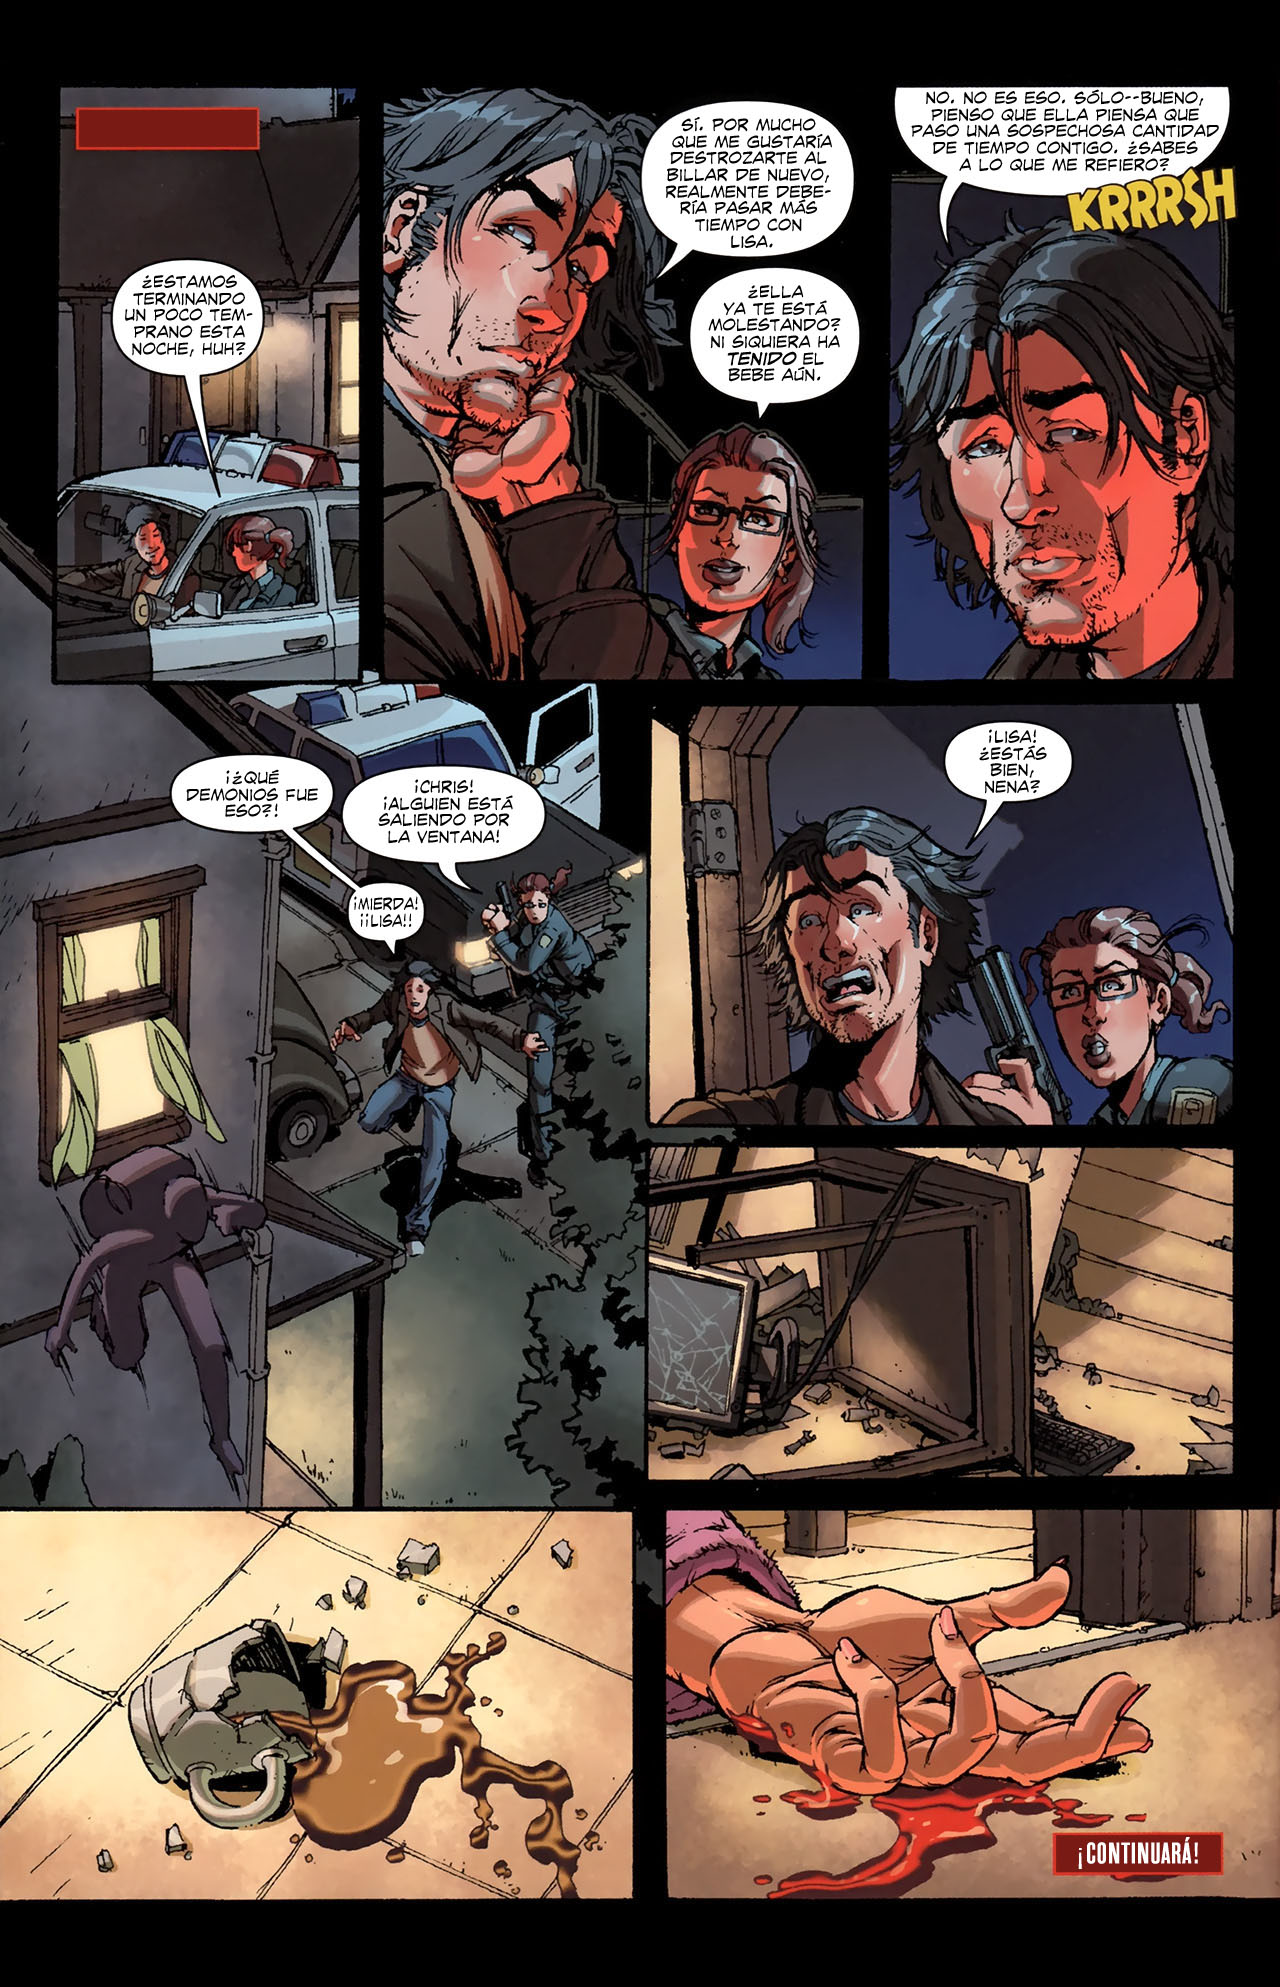 ¿ESTAMOS
TERMINANDO
UN POCO TEM-
PRANO ESTA
NOCHE, HUH?
SÍ. POR MUCHO
QUE ME GUSTARÍA
DESTROZARTE AL
BILLAR DE NUEVO,
REALMENTE DEBE-
RÍA PASAR MÁS
TIEMPO CON
LISA.
¿ELLA
YA TE ESTÁ
MOLESTANDO?
NI SIQUIERA HA
TENIDO EL
BEBE AÚN.
NO. NO ES ESO. SÓLO--BUENO,
PIENSO QUE ELLA PIENSA QUE
PASO UNA SOSPECHOSA CANTIDAD
DE TIEMPO CONTIGO. ¿SABES
A LO QUE ME REFIERO?
KRRRSH
¡¿QUÉ
DEMONIOS FUE
ESO?!
¡CHRIS!
¡ALGUIEN ESTÁ
SALIENDO POR
LA VENTANA!
¡MIERDA!
¡¡LISA!!
¡LISA!
¿ESTÁS
BIEN,
NENA?
¡CONTINUARÁ!